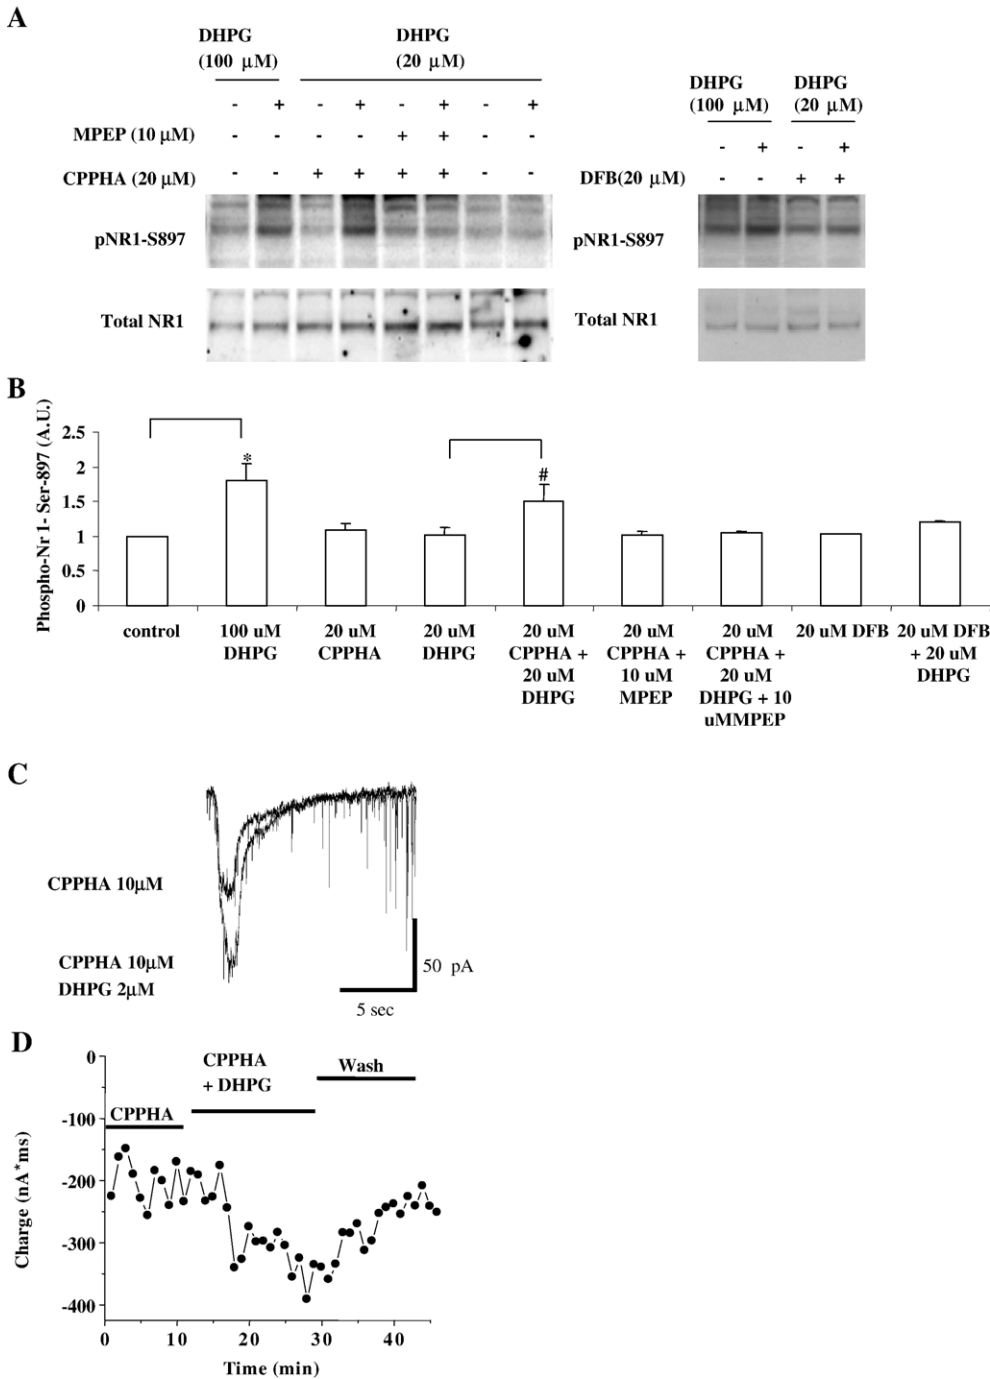 A
DHPG
(100 μM)
DHPG
(20 μM)
- + - + - + - +
MPEP (10 μM) - - - - + + - -
CPPHA (20 μM) - - + + + + - -
pNR1-S897
Total NR1
DHPG
(100 μM)
DHPG
(20 μM)
- + - +
DFB(20 μM) - - + +
pNR1-S897
Total NR1
B
Phospho-Nr 1- Ser-897 (A.U.)
2.5
2
1.5
1
0.5
0
*
#
control
100 uM
DHPG
20 uM
CPPHA
20 uM
DHPG
20 uM
CPPHA +
20 uM
DHPG
20 uM
CPPHA +
10 uM
MPEP
20 uM
CPPHA +
20 uM
DHPG + 10
uMMPEP
20 uM DFB
20 uM DFB
+ 20 uM
DHPG
C
CPPHA 10μM
CPPHA 10μM
DHPG 2μM
50 pA
5 sec
D
Charge (nA*ms)
0
-100
-200
-300
-400
CPPHA
CPPHA
+ DHPG
Wash
0 10 20 30 40
Time (min)